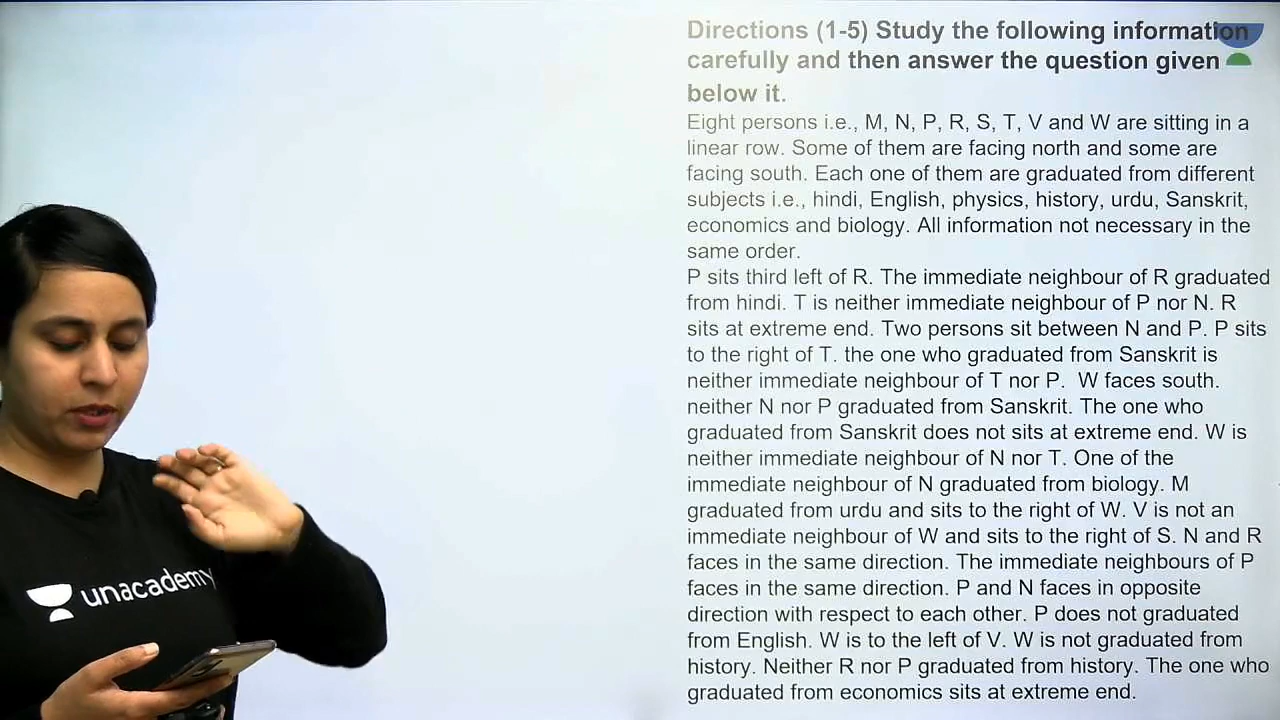 Directions (1-5) Study the following information
carefully and then answer the question given
below it.
Eight persons i.e., M, N, P, R, S, T, V and W are sitting in a
linear row. Some of them are facing north and some are
facing south. Each one of them are graduated from different
subjects i.e., hindi, English, physics, history, urdu, Sanskrit,
economics and biology. All information not necessary in the
same order.
P sits third left of R. The immediate neighbour of R graduated
from hindi. T is neither immediate neighbour of P nor N. R
sits at extreme end. Two persons sit between N and P. P sits
to the right of T. the one who graduated from Sanskrit is
neither immediate neighbour of T nor P.  W faces south.
neither N nor P graduated from Sanskrit. The one who
graduated from Sanskrit does not sits at extreme end. W is
neither immediate neighbour of N nor T. One of the
immediate neighbour of N graduated from biology. M
graduated from urdu and sits to the right of W. V is not an
immediate neighbour of W and sits to the right of S. N and R
faces in the same direction. The immediate neighbours of P
faces in the same direction. P and N faces in opposite
direction with respect to each other. P does not graduated
from English. W is to the left of V. W is not graduated from
history. Neither R nor P graduated from history. The one who
graduated from economics sits at extreme end.
unacademy